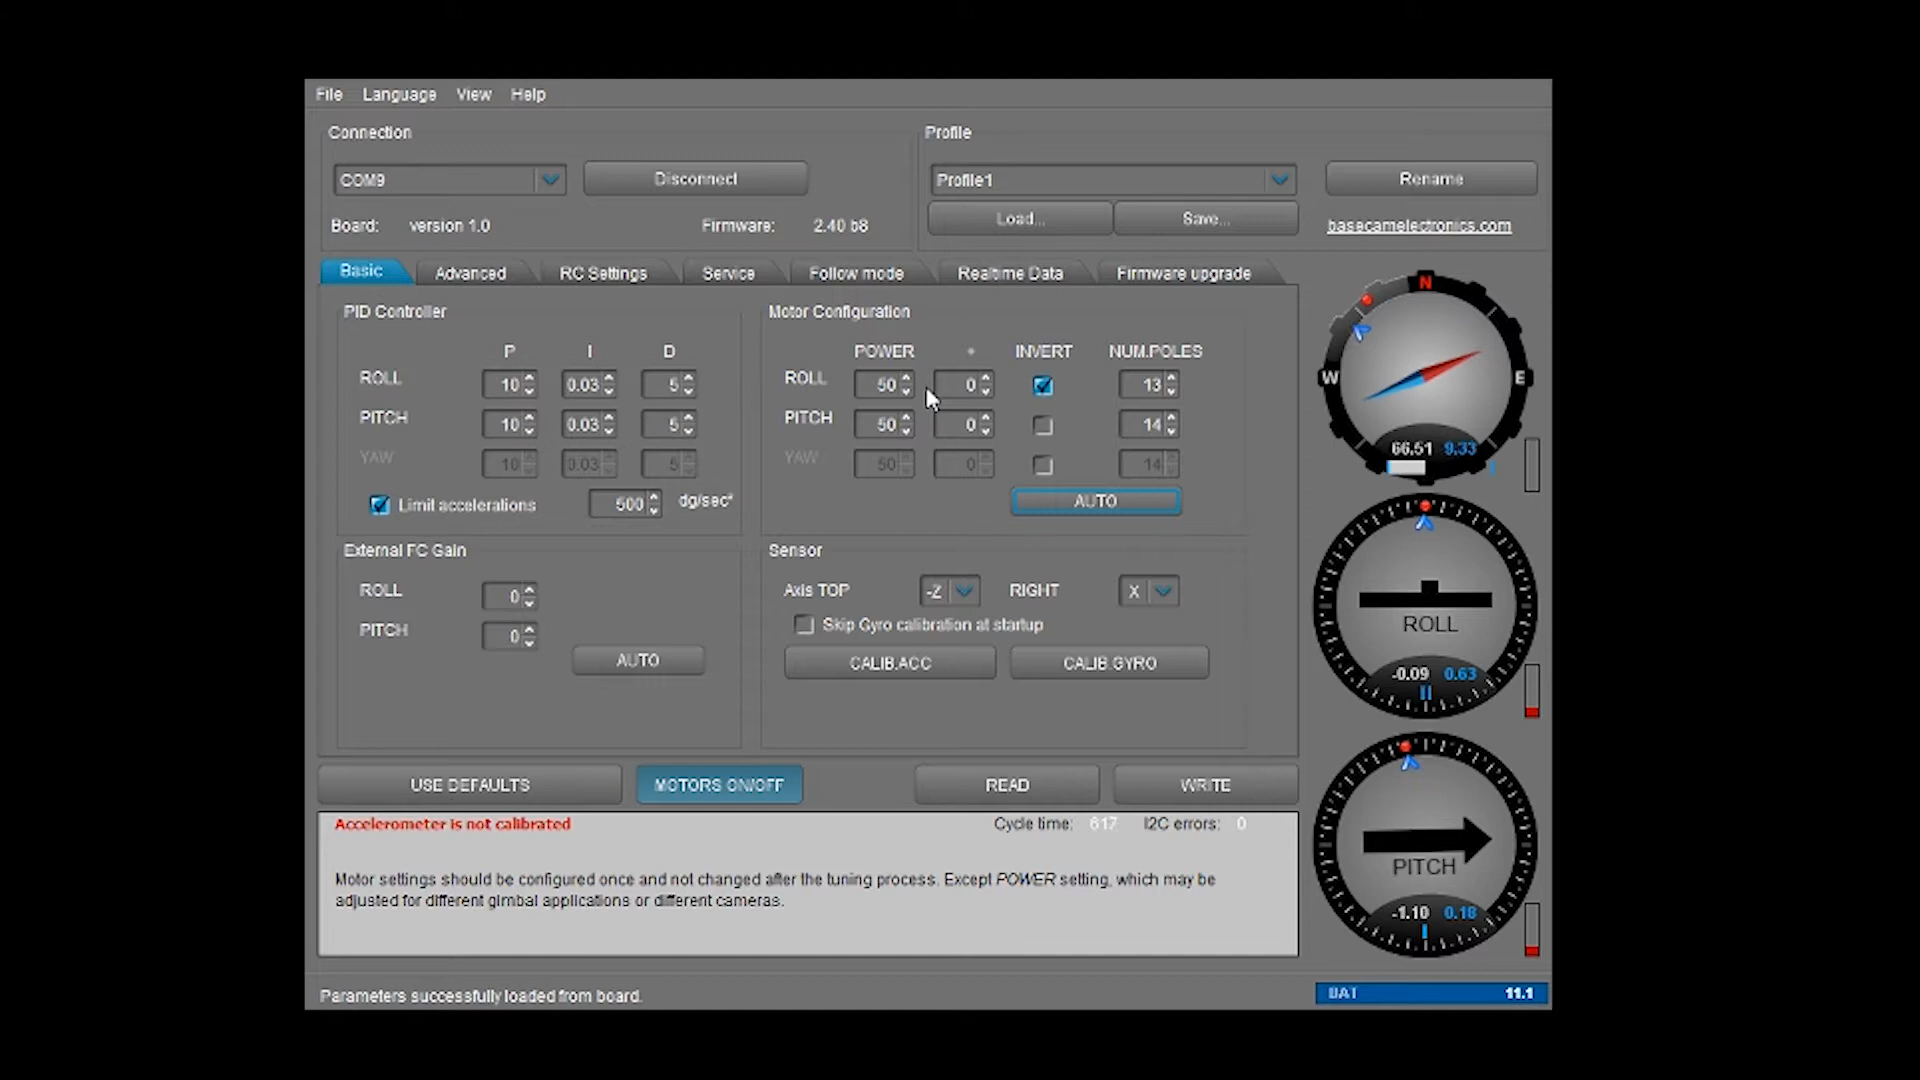 File Language View Help
Connection
Profile
COM9 Disconnect Profile1 Rename
Load... Save...
Board: version 1.0 Firmware: 2.40 b8 basecamelectronics.com
Basic Advanced RC Settings Service Follow mode Realtime Data Firmware upgrade
PID Controller
P I D
ROLL 10 0.03 5
PITCH 10 0.03 5
YAW 10 0.03 5
Limit accelerations 500 dg/sec²
Motor Configuration
POWER + INVERT NUM.POLES
ROLL 50 0 13
PITCH 50 0 14
YAW 50 0 14
AUTO
External FC Gain
ROLL 0
PITCH 0
AUTO
Sensor
Axis TOP -Z RIGHT X
Skip Gyro calibration at startup
CALIB.ACC CALIB.GYRO
N
W E
66.51 9.33
ROLL
-0.09 0.63
PITCH
-1.10 0.18
USE DEFAULTS MOTORS ON/OFF READ WRITE
Accelerometer is not calibrated Cycle time: 617 I2C errors: 0
Motor settings should be configured once and not changed after the tuning process. Except POWER setting, which may be
adjusted for different gimbal applications or different cameras.
Parameters successfully loaded from board.
BAT 11.1